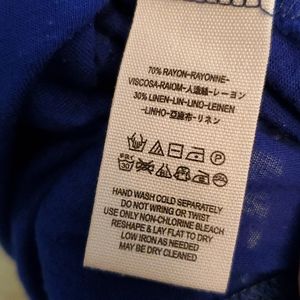 70% RAYON-RAYONNE-
VISCOSA-RAIOM-人造絲-レーヨン
30% LINEN-LIN-LINO-LEINEN
-LINHO-亞麻布-リネン
30
HAND WASH COLD SEPARATELY
DO NOT WRING OR TWIST
USE ONLY NON-CHLORINE BLEACH
RESHAPE & LAY FLAT TO DRY
LOW IRON AS NEEDED
MAY BE DRY CLEANED